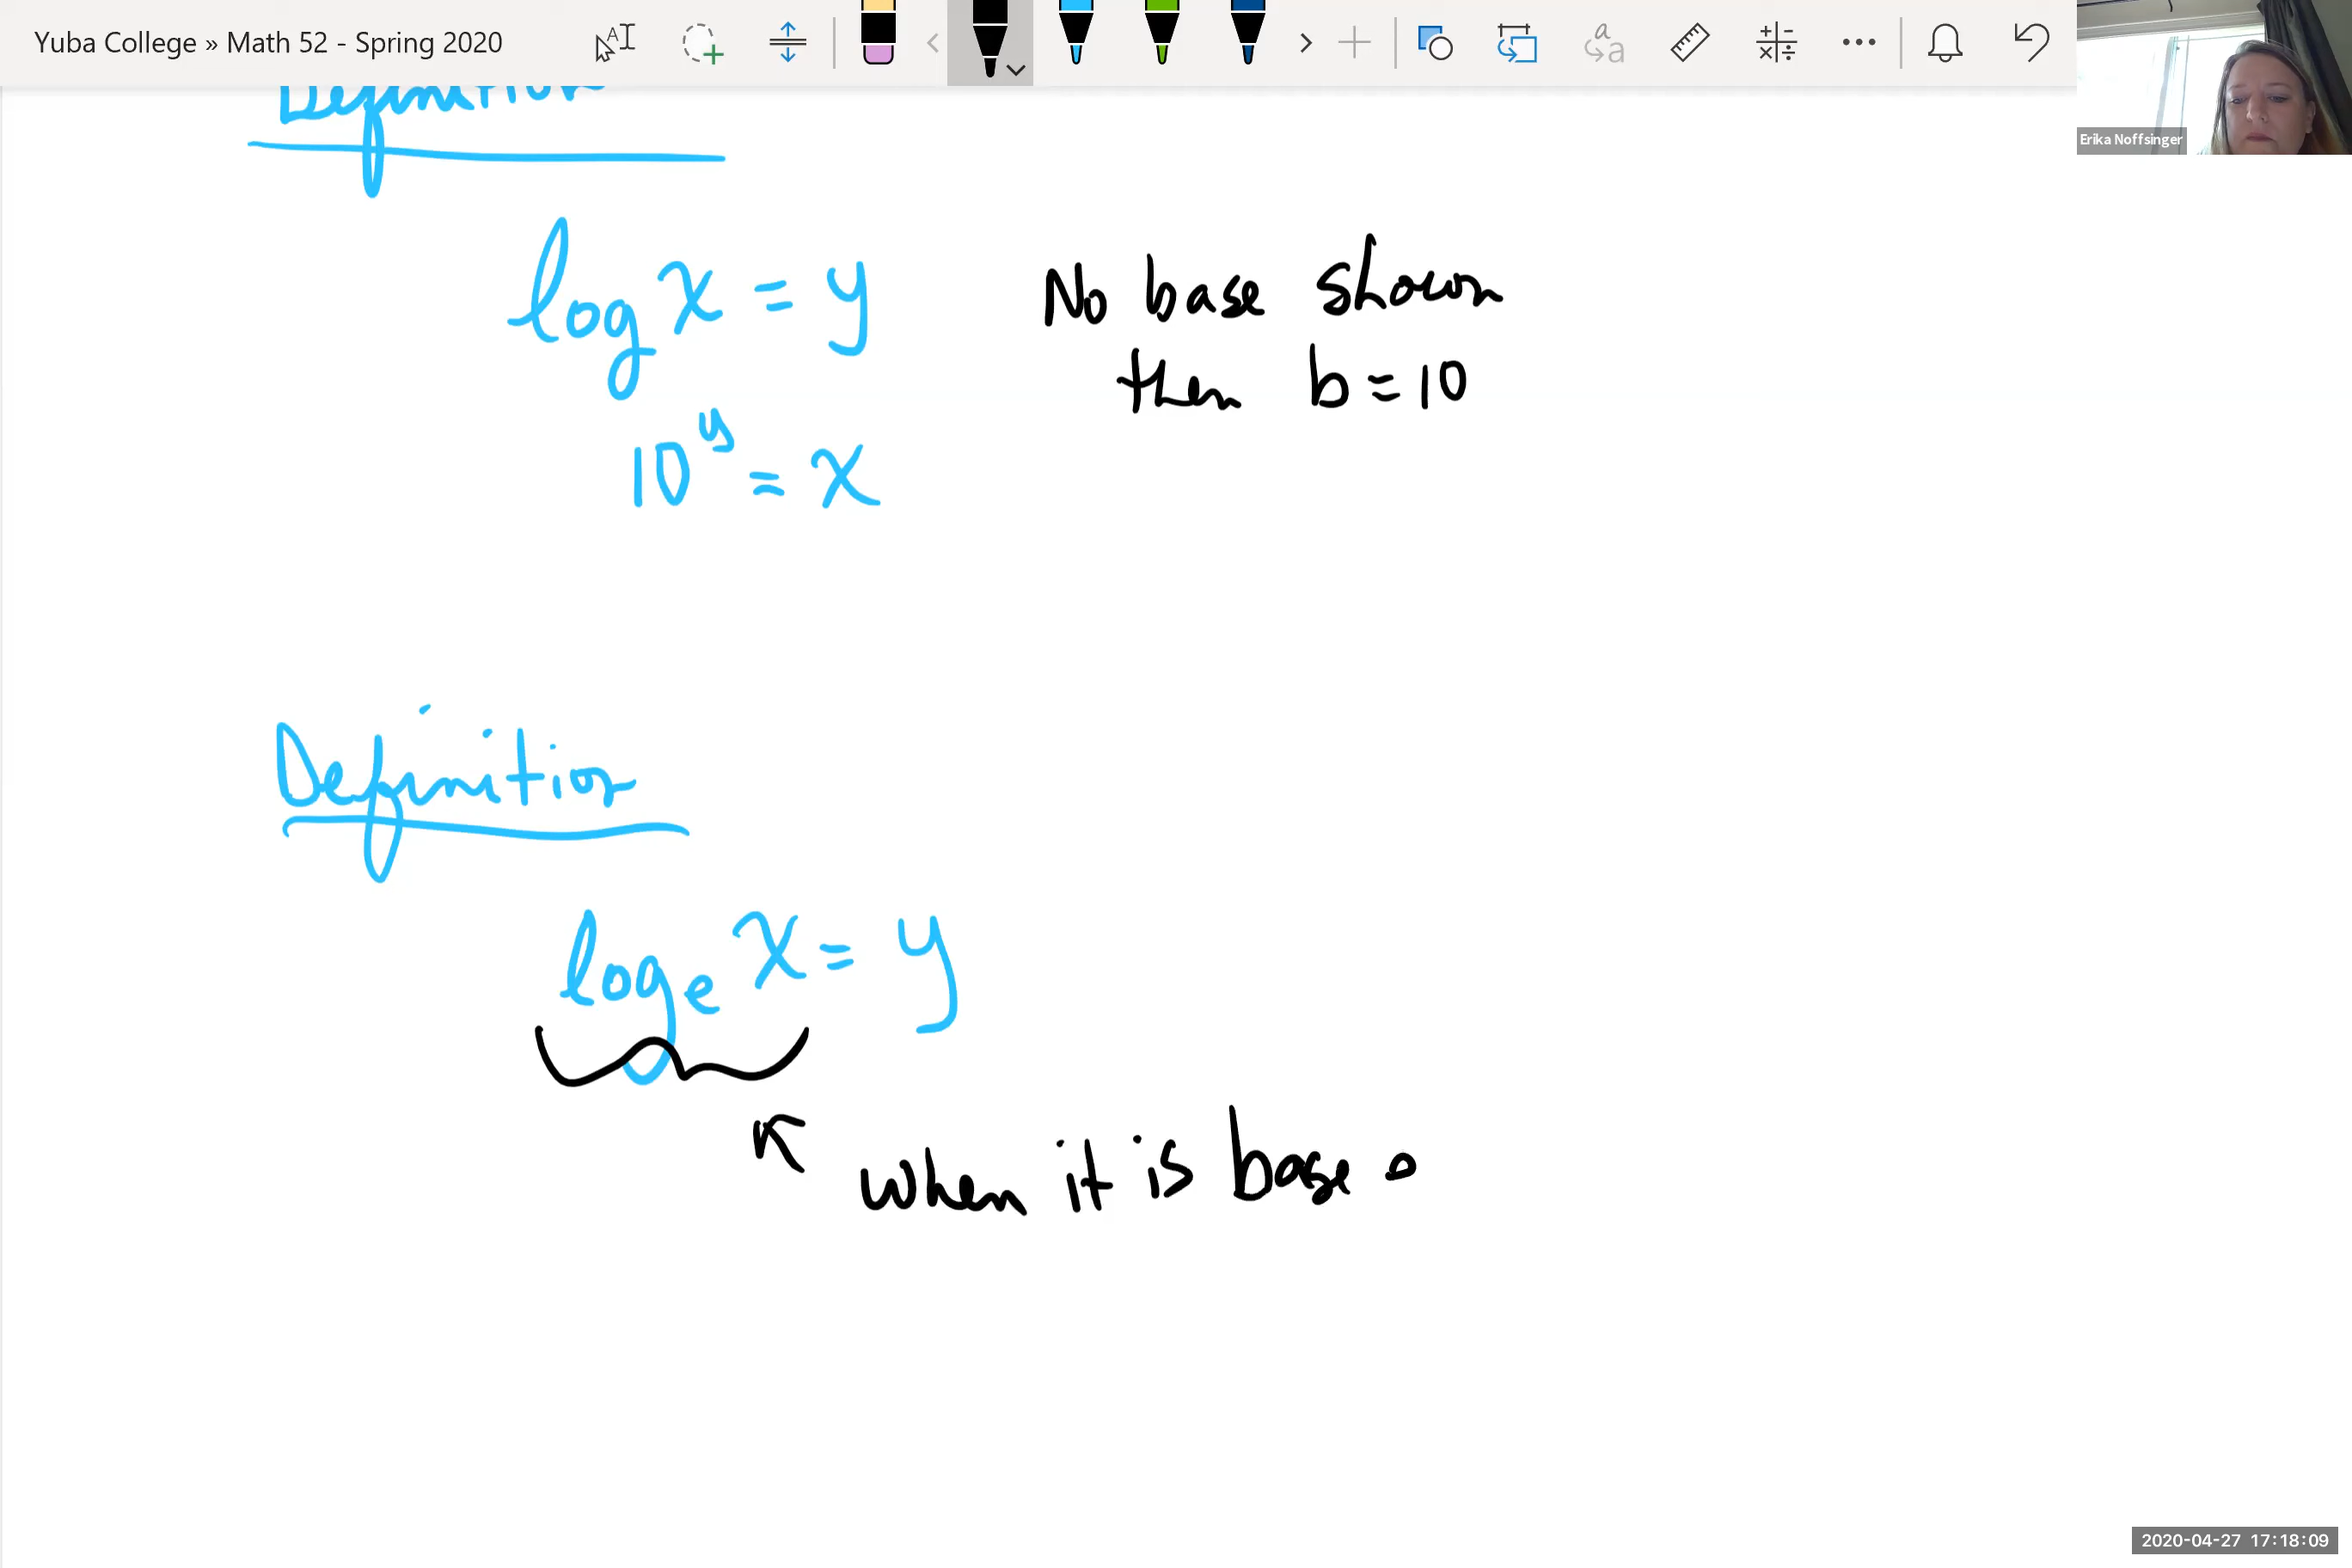 Yuba College » Math 52 - Spring 2020
Erika Noffsinger
Definition
log x = y
No base shown
then b = 10
10^y = x
Definition
log_e x = y
when it is base e
2020-04-27 17:18:09